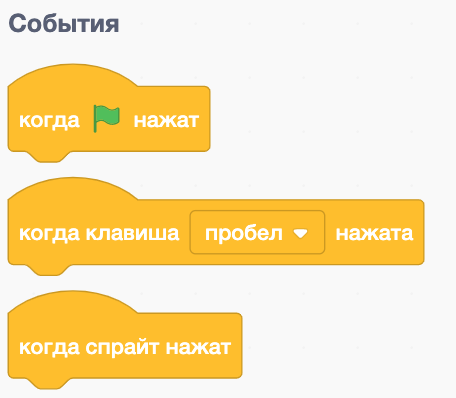 События
когда нажат
когда клавиша пробел нажата
когда спрайт нажат